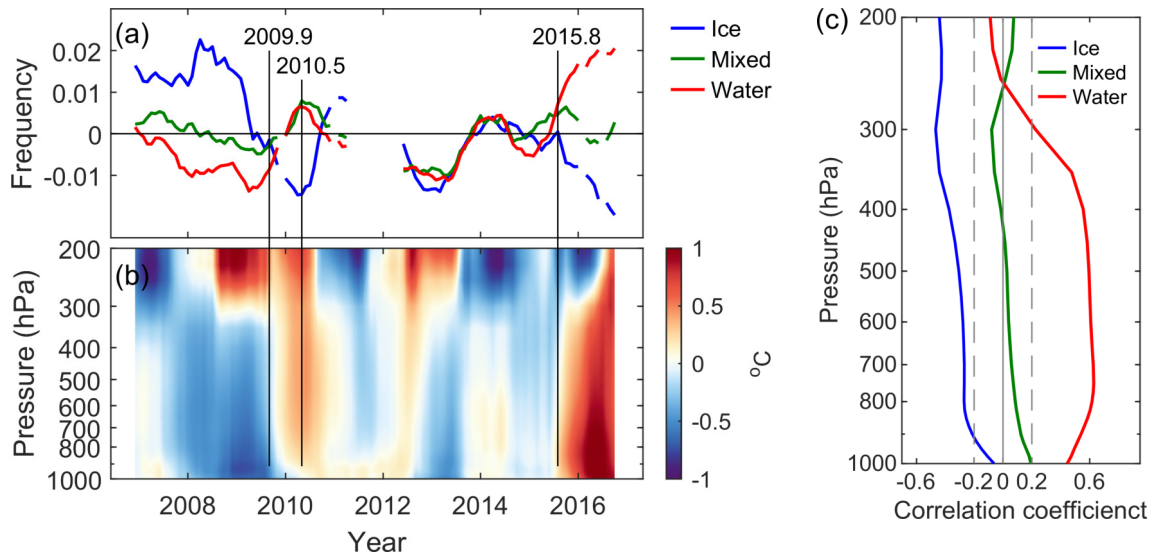 (a)
2009.9
2010.5
2015.8
Ice
Mixed
Water
Frequency
0.02
0.01
0
-0.01
(b)
Pressure (hPa)
200
300
400
500
600
800
1000
2008
2010
2012
2014
2016
Year
1
0.5
0
-0.5
-1
°C
(c)
Ice
Mixed
Water
Pressure (hPa)
200
300
400
500
600
700
800
1000
-0.6
-0.2
0
0.2
0.6
Correlation coefficienct